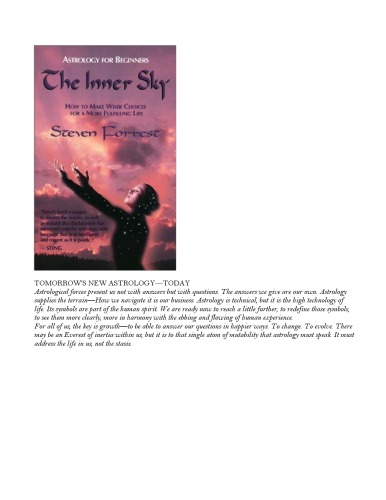 ASTROLOGY FOR BEGINNERS
The Inner Sky
HOW TO MAKE WISER CHOICES
FOR A MORE FULFILLING LIFE
Steven Forrest
STING
TOMORROW'S NEW ASTROLOGY—TODAY
Astrological forces present us not with answers but with questions. The answers we give are our own. Astrology
supplies the terrain—How we navigate it is our business. Astrology is technical, but it is the high technology of
life. Its symbols are part of the human spirit. We are ready now to reach a little further, to redefine those symbols,
to see them more clearly, more in harmony with the ebbing and flowing of human experience.
For all of us, the key is growth—to be able to answer our questions in happier ways. To change. To evolve. There
may be an Everest of inertia within us, but it is to that single atom of mutability that astrology must speak. It must
address the life in us, not the stasis.